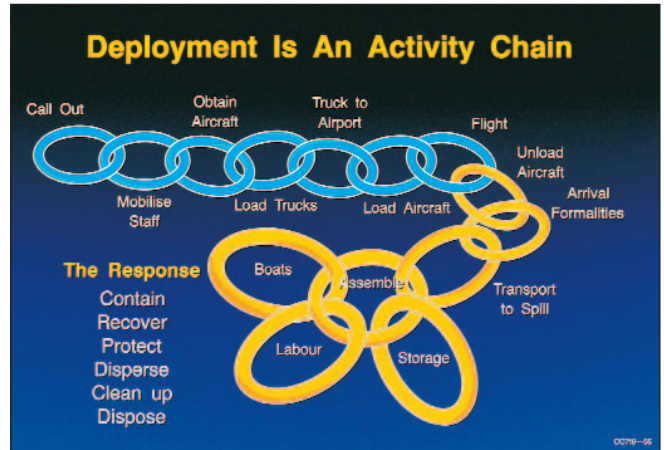 Deployment Is An Activity Chain
Call Out
Mobilise
Staff
Obtain
Aircraft
Load Trucks
Truck to
Airport
Load Aircraft
Flight
Unload
Aircraft
Arrival
Formalities
Transport
to Spill
Assemble
Boats
Labour
Storage
The Response
Contain
Recover
Protect
Disperse
Clean up
Dispose